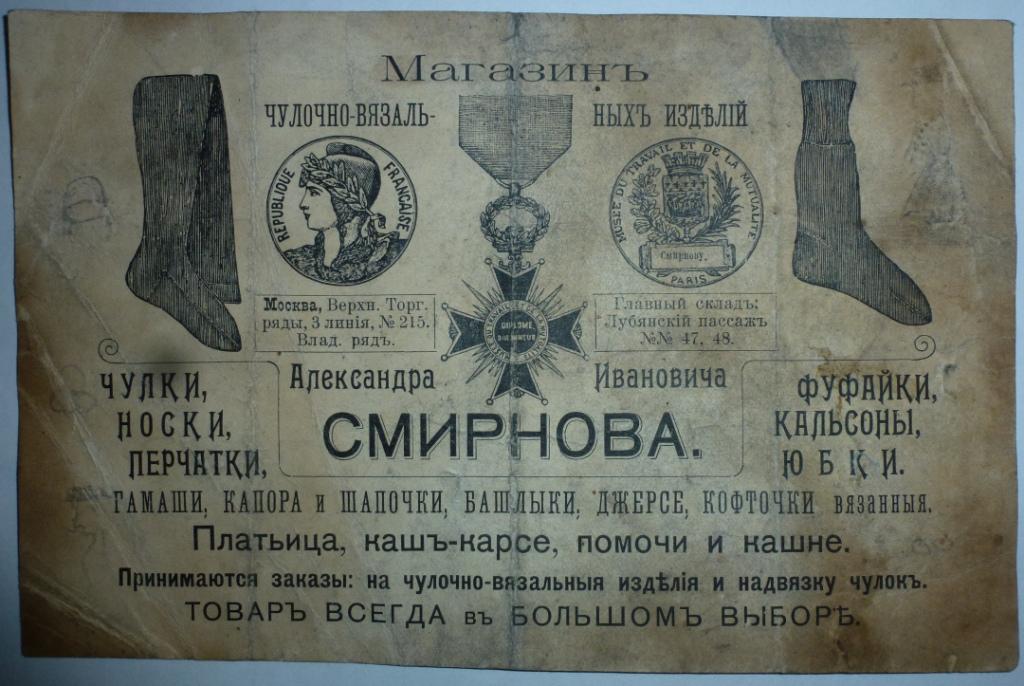 Магазинъ
ЧУЛОЧНО-ВЯЗАЛЬ-
НЫХЪ ИЗДѢЛІЙ
REPUBLIQUE FRANÇAISE
MUSÉE DU TRAVAIL ET DE LA MUTUALITÉ
Смирнову.
PARIS
DIPLOME
D'HONNEUR
Москва, Верхн. Торг.
ряды, 3 линія, № 215.
Влад. рядъ.
Главный складъ:
Лубянскій пассажъ
№№ 47, 48.
Александра Ивановича
СМИРНОВА.
ЧУЛКИ,
НОСКИ,
ПЕРЧАТКИ,
ФУФАЙКИ,
КАЛЬСОНЫ,
ЮБКИ.
ГАМАШИ, КАПОРА и ШАПОЧКИ, БАШЛЫКИ, ДЖЕРСЕ, КОФТОЧКИ вязанныя.
Платьица, кашъ-карсе, помочи и кашне.
Принимаются заказы: на чулочно-вязальныя издѣлія и надвязку чулокъ.
ТОВАРЪ ВСЕГДА въ БОЛЬШОМЪ ВЫБОРѢ.